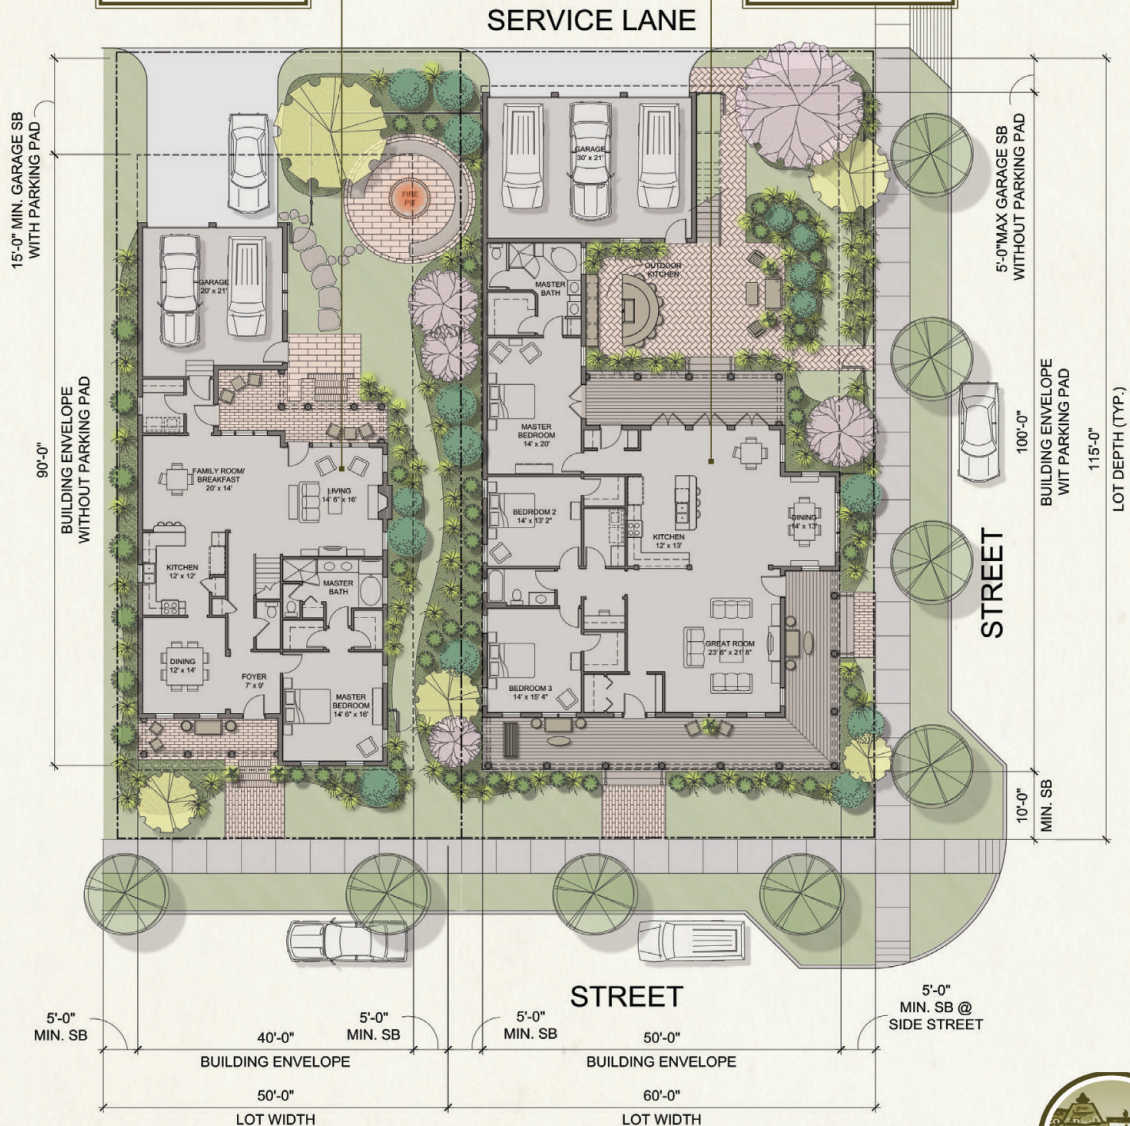 SERVICE LANE
15'-0" MIN. GARAGE SB
WITH PARKING PAD
5'-0"MAX GARAGE SB
WITHOUT PARKING PAD
GARAGE
30' x 21'
FIRE
PIT
OUTDOOR
KITCHEN
MASTER
BATH
GARAGE
20' x 21'
90'-0"
BUILDING ENVELOPE
WITHOUT PARKING PAD
100'-0"
BUILDING ENVELOPE
WIT PARKING PAD
115'-0"
LOT DEPTH (TYP.)
MASTER
BEDROOM
14' x 20'
FAMILY ROOM/
BREAKFAST
20' x 14'
LIVING
14' 6" x 16'
BEDROOM 2
14' x 13' 2"
KITCHEN
12' x 13'
DINING
14' x 13'
KITCHEN
12' x 12'
MASTER
BATH
STREET
GREAT ROOM
23' 8" x 21' 8"
DINING
12' x 14'
FOYER
7' x 9'
MASTER
BEDROOM
14' 6" x 16'
BEDROOM 3
14' x 15' 4"
10'-0"
MIN. SB
STREET
5'-0"
MIN. SB
40'-0"
BUILDING ENVELOPE
5'-0"
MIN. SB
5'-0"
MIN. SB
50'-0"
BUILDING ENVELOPE
5'-0"
MIN. SB @
SIDE STREET
50'-0"
LOT WIDTH
60'-0"
LOT WIDTH